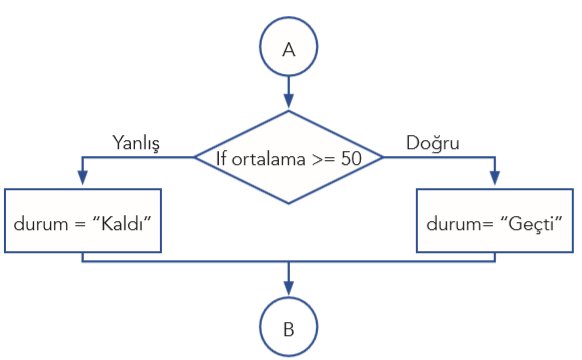 A
Yanlış
Doğru
If ortalama >= 50
durum = “Kaldı”
durum= “Geçti”
B